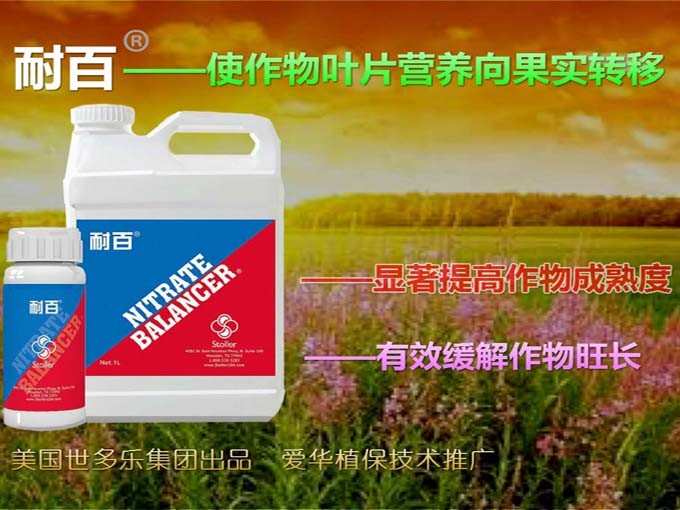 耐百®——使作物叶片营养向果实转移
——显著提高作物成熟度
——有效缓解作物旺长
耐百®
NITRATE
BALANCER®
Stoller
Net: 1L
耐百®
NITRATE
BALANCER®
Stoller
美国世多乐集团出品 爱华植保技术推广